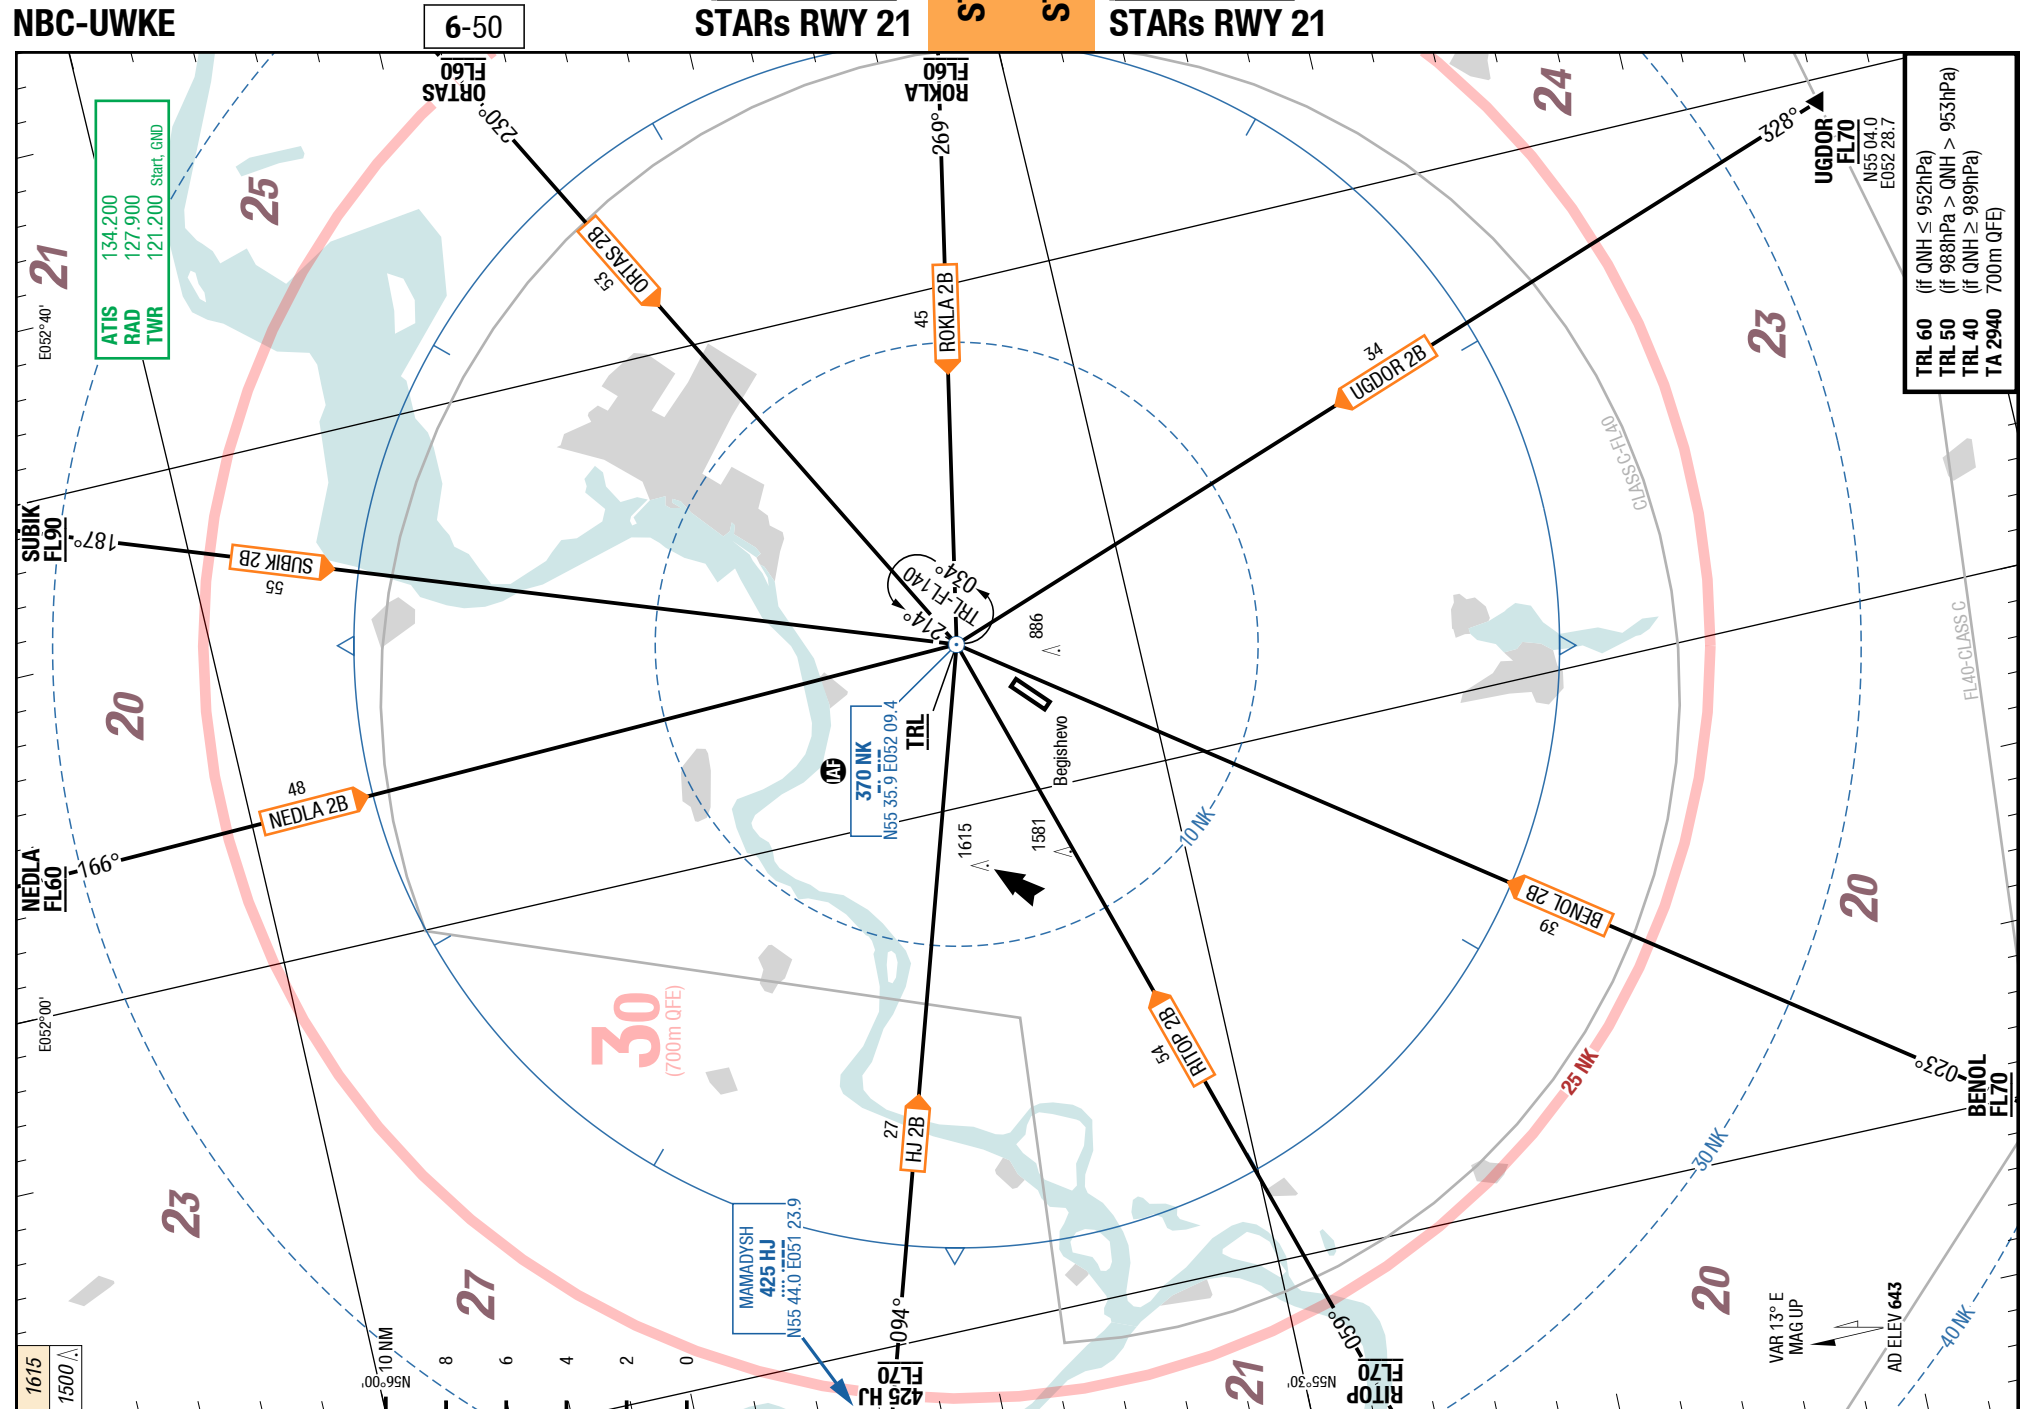 NBC-UWKE
6-50
STARs RWY 21
S
S
STARs RWY 21
ATIS 134.200
RAD 127.900
TWR 121.200 Start, GND
TRL 60 (if QNH ≤ 952hPa)
TRL 50 (if 988hPa > QNH > 953hPa)
TRL 40 (if QNH ≥ 989hPa)
TA 2940 700m QFE)
ORTAS
FL60
230°
ORTAS 2B
53
ROKLA
FL60
269°
ROKLA 2B
45
UGDOR
FL70
N55 04.0
E052 28.7
328°
UGDOR 2B
34
SUBIK
FL90
187°
SUBIK 2B
55
NEDLA
FL60
166°
NEDLA 2B
48
BENOL
FL70
023°
BENOL 2B
39
RITOP
FL70
059°
RITOP 2B
54
425 HJ
FL70
094°
HJ 2B
27
MAMADYSH
425 HJ
N55 44.0 E051 23.9
IAF
370 NK
N55 35.9 E052 09.4
TRL
TRL-FL140
034°
214°
Begishevo
886
1615
1581
10 NK
25 NK
30 NK
40 NK
CLASS C-FL40
FL40-CLASS C
21
25
24
23
20
20
23
27
21
20
30
(700m QFE)
E052°40'
E052°00'
N56°00'
N55°30'
10 NM
8
6
4
2
0
1615
1500
VAR 13° E
MAG UP
AD ELEV 643